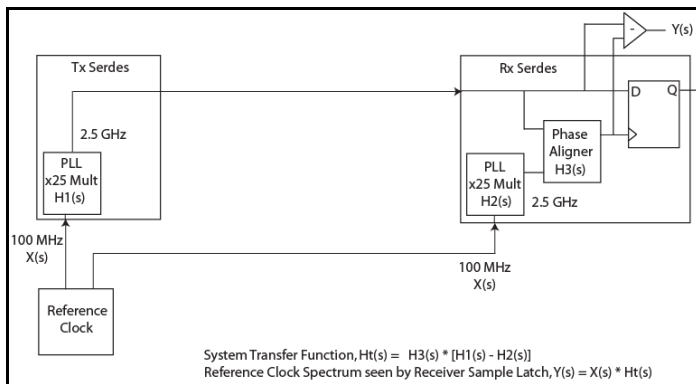 Y(s)
-
Tx Serdes
Rx Serdes
D Q
2.5 GHz
Phase
Aligner
H3(s)
PLL
x25 Mult
H1(s)
PLL
x25 Mult
H2(s)
2.5 GHz
100 MHz
X(s)
100 MHz
X(s)
Reference
Clock
System Transfer Function, Ht(s) = H3(s) * [H1(s) - H2(s)]
Reference Clock Spectrum seen by Receiver Sample Latch, Y(s) = X(s) * Ht(s)